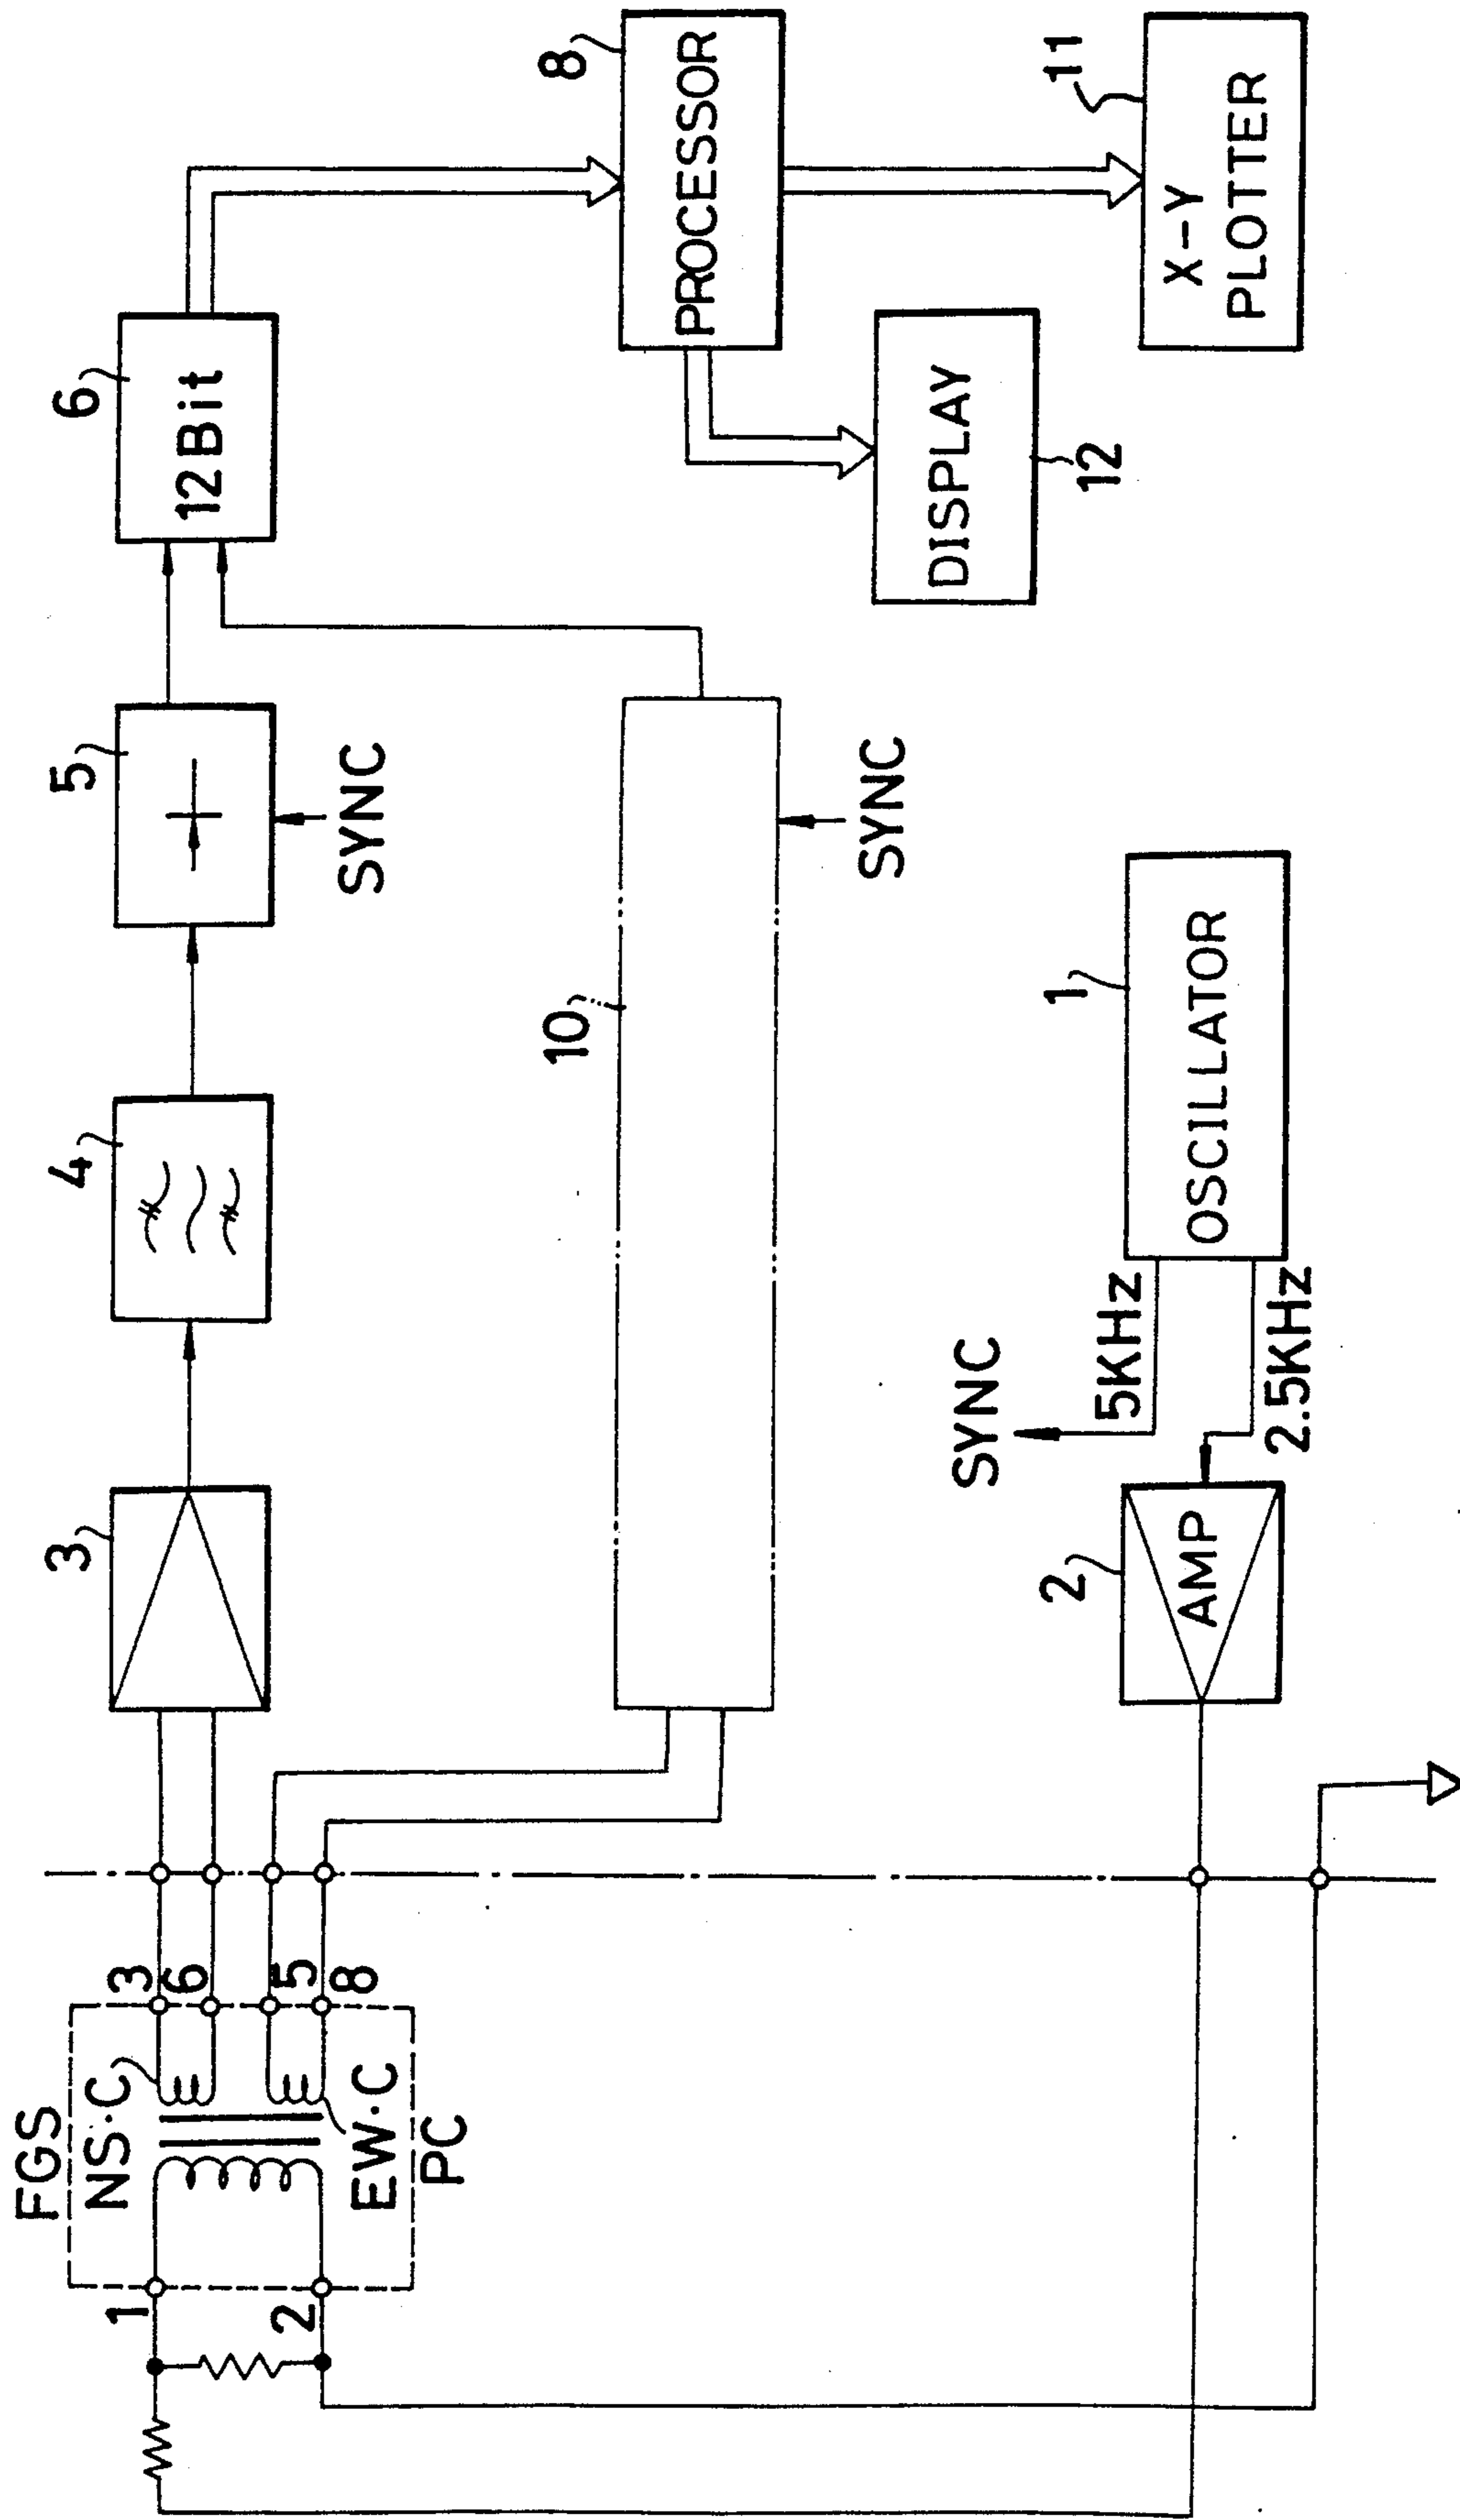 FGS
NS·C
EW·C
PC
1
2
3
6
5
8
3
4
5
SYNC
6
12Bit
8
PROCESSOR
10
SYNC
DISPLAY
12
11
X-Y
PLOTTER
SYNC
5KHz
2.5KHz
1
OSCILLATOR
2
AMP